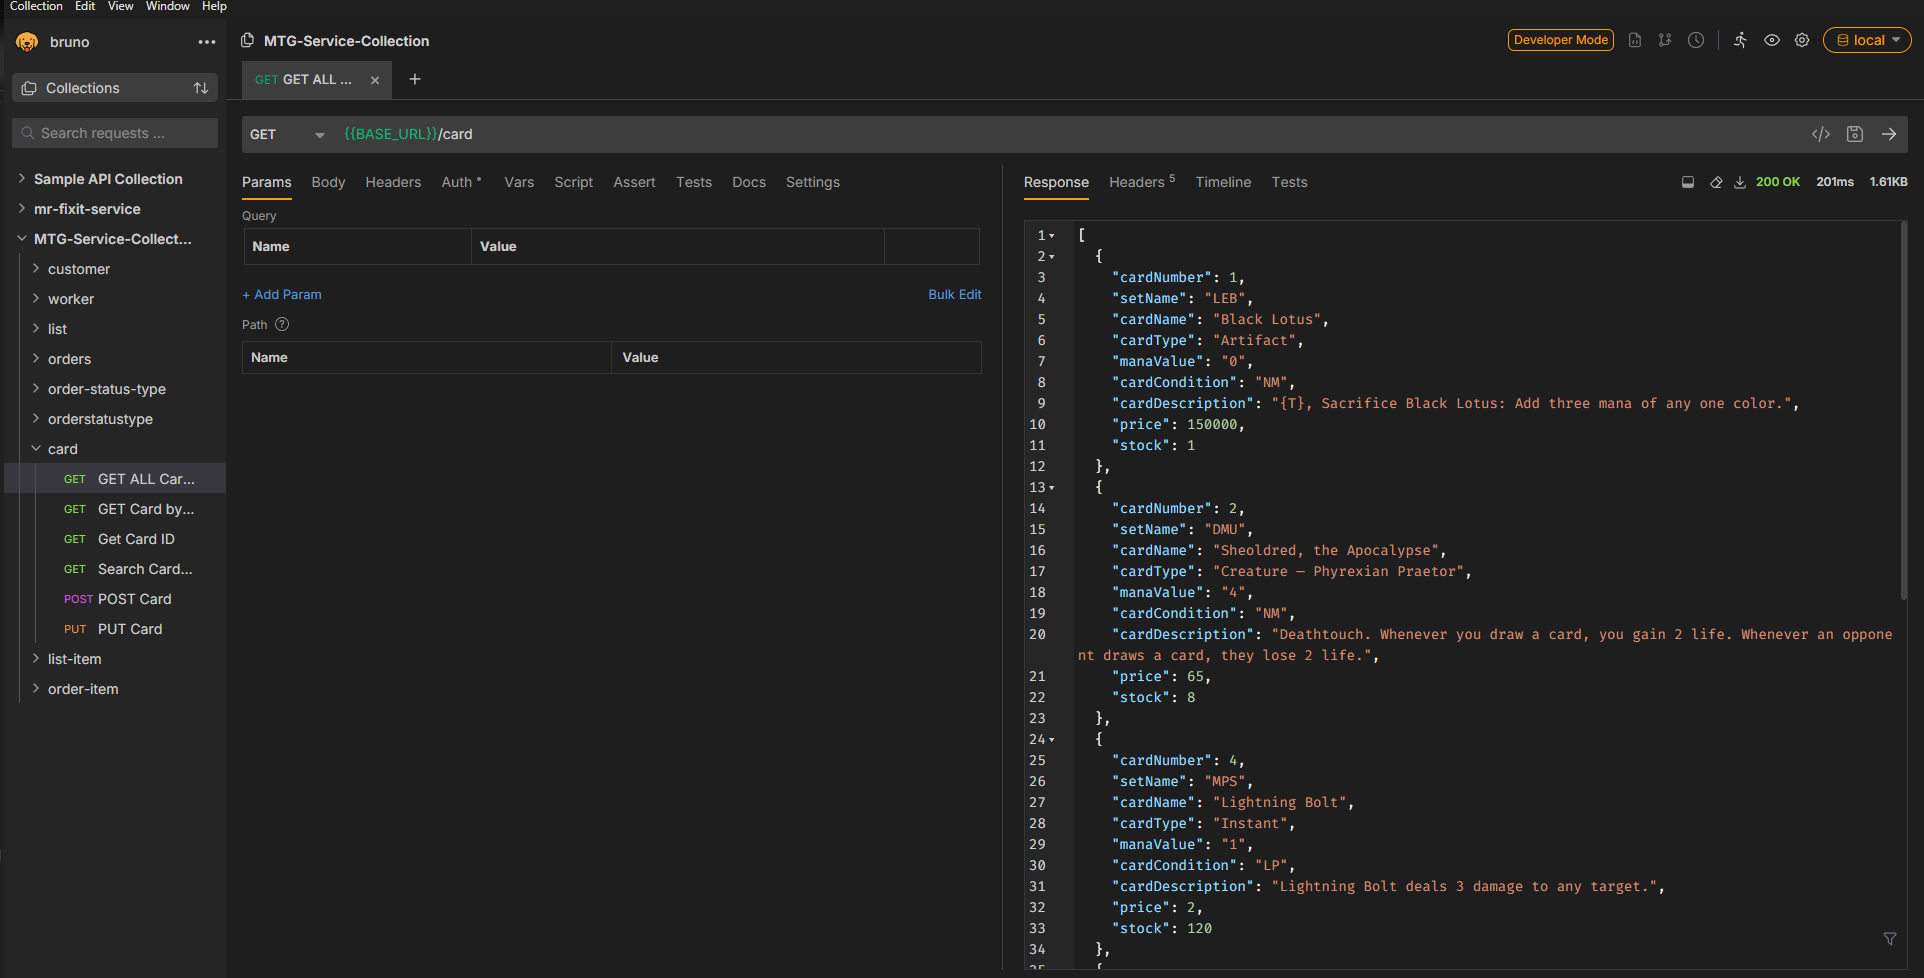 Collection Edit View Window Help
bruno
MTG-Service-Collection
Developer Mode
local
Collections
GET GET ALL ...
Search requests ...
GET {{BASE_URL}}/card
Sample API Collection
mr-fixit-service
MTG-Service-Collect...
customer
worker
list
orders
order-status-type
orderstatustype
card
GET GET ALL Car...
GET GET Card by...
GET Get Card ID
GET Search Card...
POST POST Card
PUT PUT Card
list-item
order-item
Params Body Headers Auth Vars Script Assert Tests Docs Settings
Query
Name Value
+ Add Param Bulk Edit
Path ?
Name Value
Response Headers 5 Timeline Tests 200 OK 201ms 1.61KB
1 [
2 {
3 "cardNumber": 1,
4 "setName": "LEB",
5 "cardName": "Black Lotus",
6 "cardType": "Artifact",
7 "manaValue": "0",
8 "cardCondition": "NM",
9 "cardDescription": "{T}, Sacrifice Black Lotus: Add three mana of any one color.",
10 "price": 150000,
11 "stock": 1
12 },
13 {
14 "cardNumber": 2,
15 "setName": "DMU",
16 "cardName": "Sheoldred, the Apocalypse",
17 "cardType": "Creature — Phyrexian Praetor",
18 "manaValue": "4",
19 "cardCondition": "NM",
20 "cardDescription": "Deathtouch. Whenever you draw a card, you gain 2 life. Whenever an oppone
nt draws a card, they lose 2 life.",
21 "price": 65,
22 "stock": 8
23 },
24 {
25 "cardNumber": 4,
26 "setName": "MPS",
27 "cardName": "Lightning Bolt",
28 "cardType": "Instant",
29 "manaValue": "1",
30 "cardCondition": "LP",
31 "cardDescription": "Lightning Bolt deals 3 damage to any target.",
32 "price": 2,
33 "stock": 120
34 },
35 {